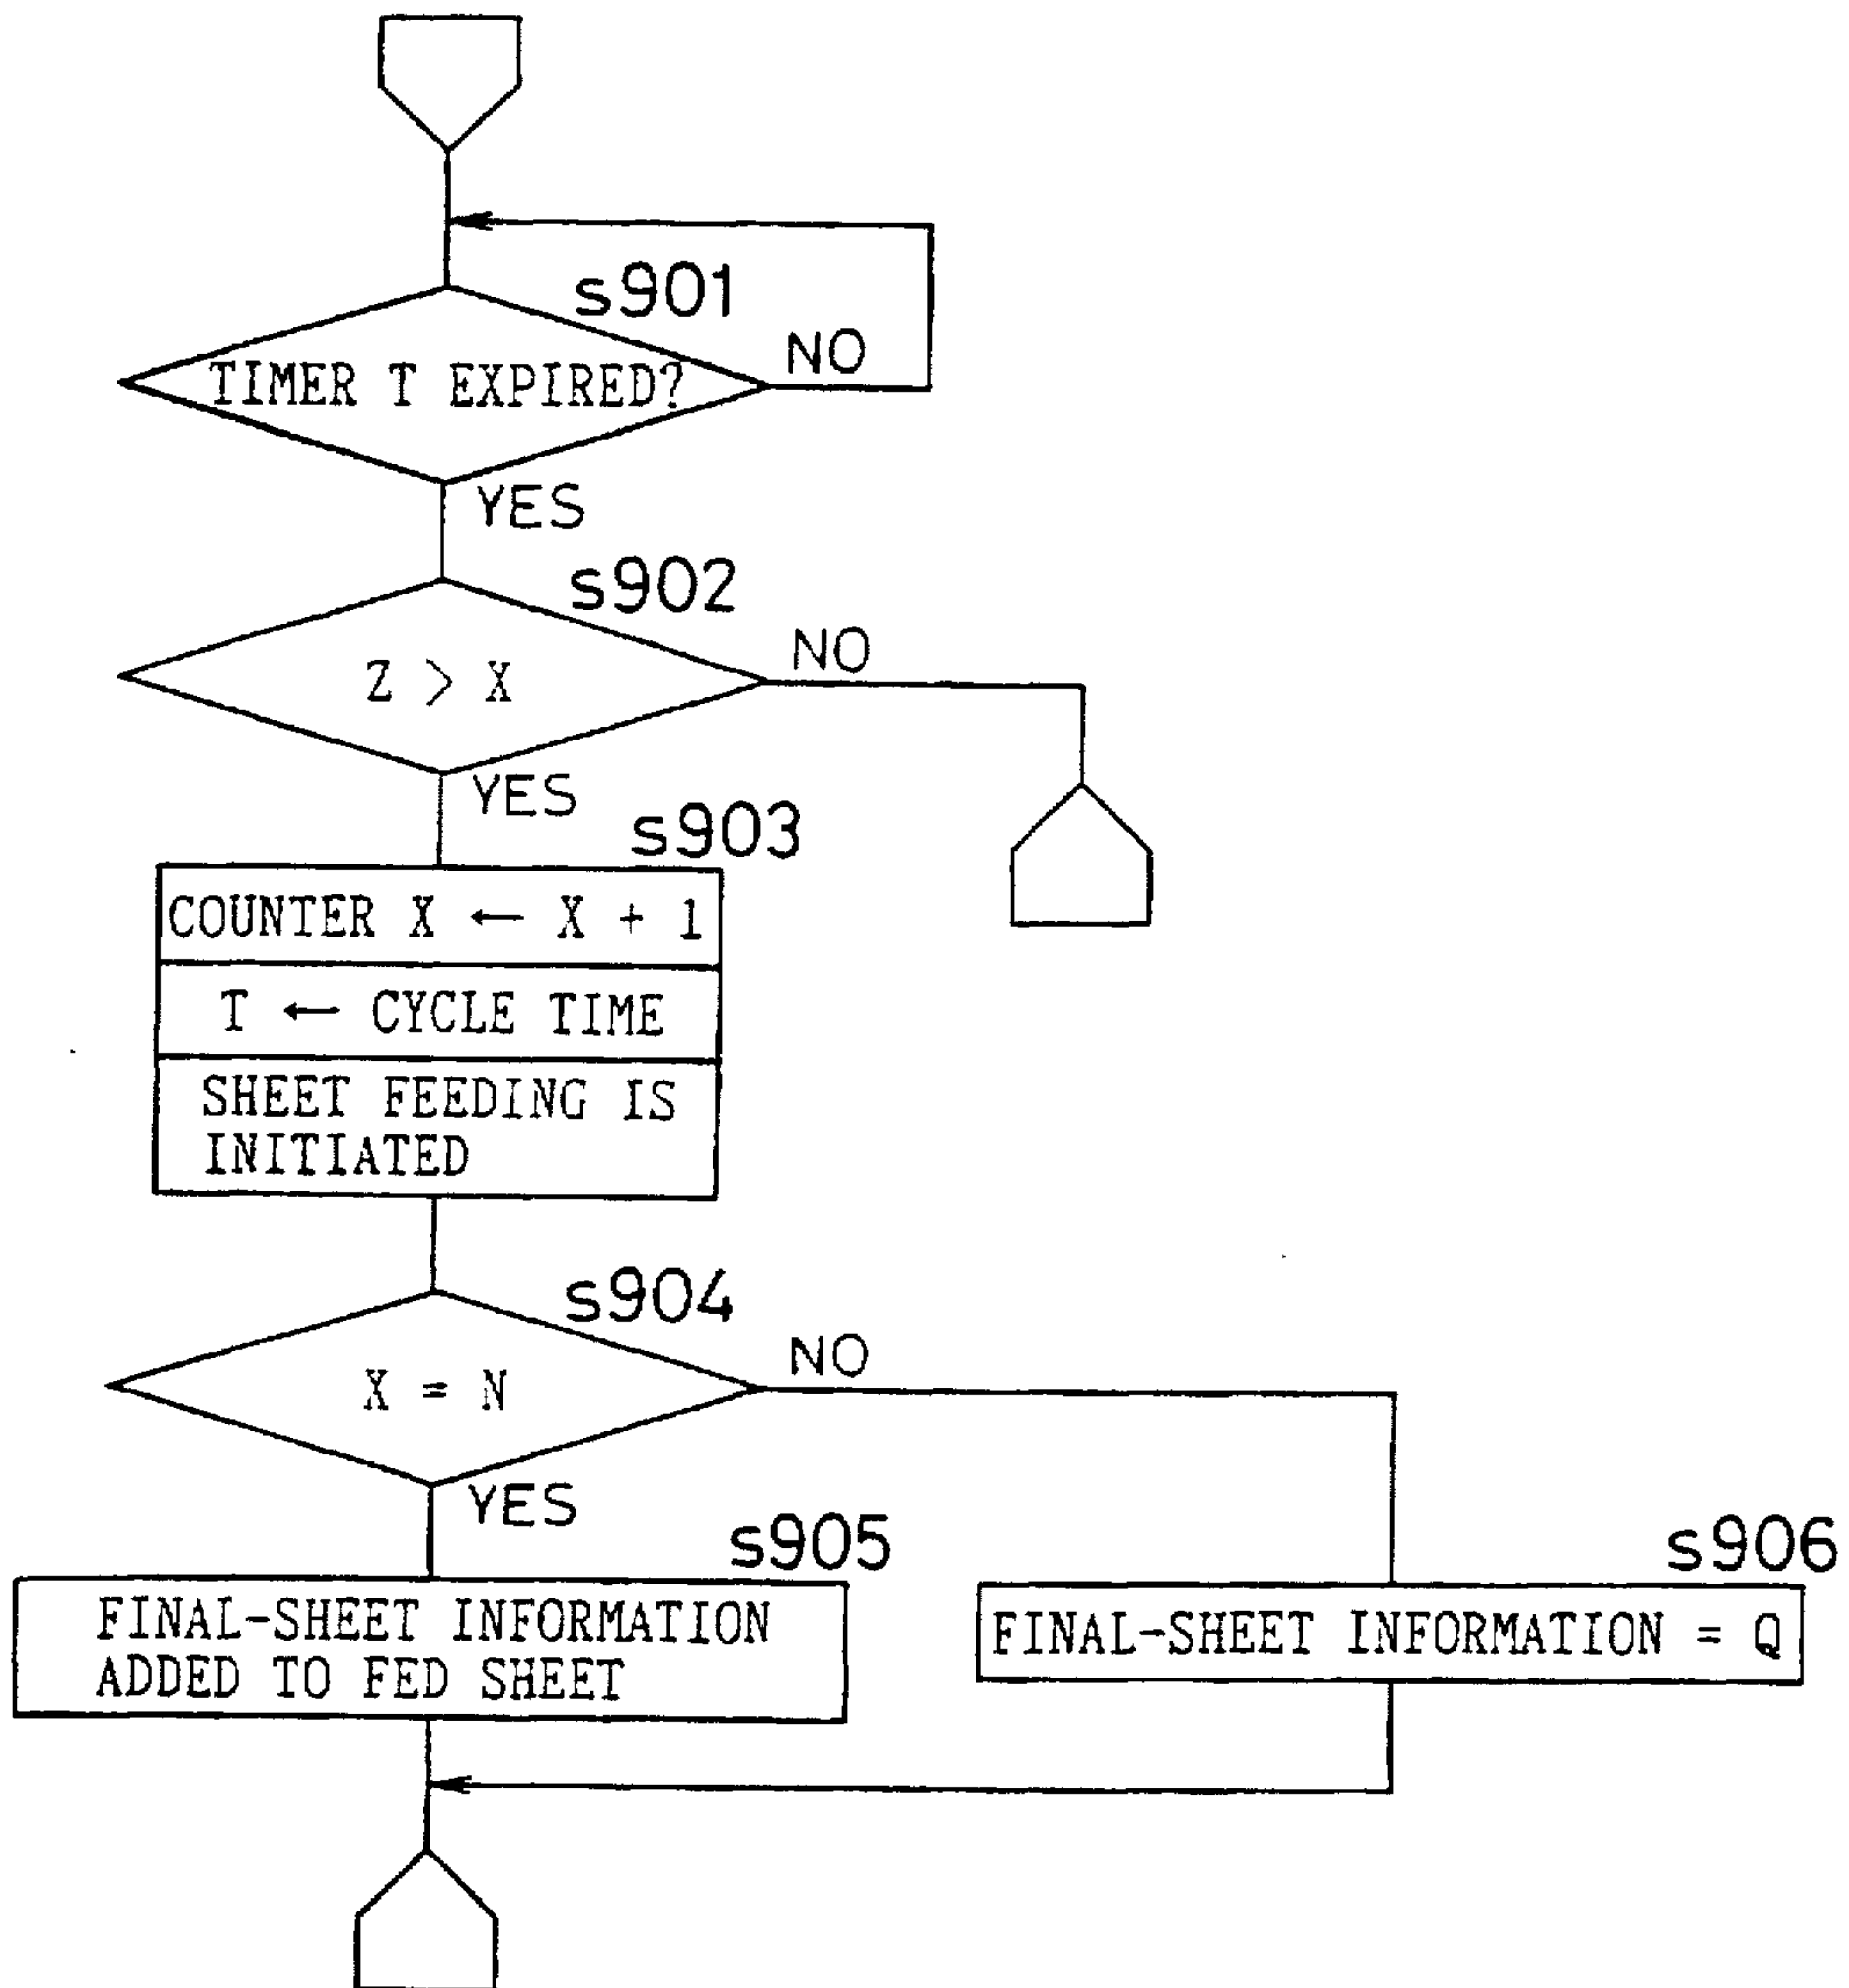 s901
NO
TIMER T EXPIRED?
YES
s902
NO
Z > X
YES
s903
COUNTER X ← X + 1
T ← CYCLE TIME
SHEET FEEDING IS
INITIATED
s904
NO
X = N
YES
s905
s906
FINAL-SHEET INFORMATION
ADDED TO FED SHEET
FINAL-SHEET INFORMATION = Q